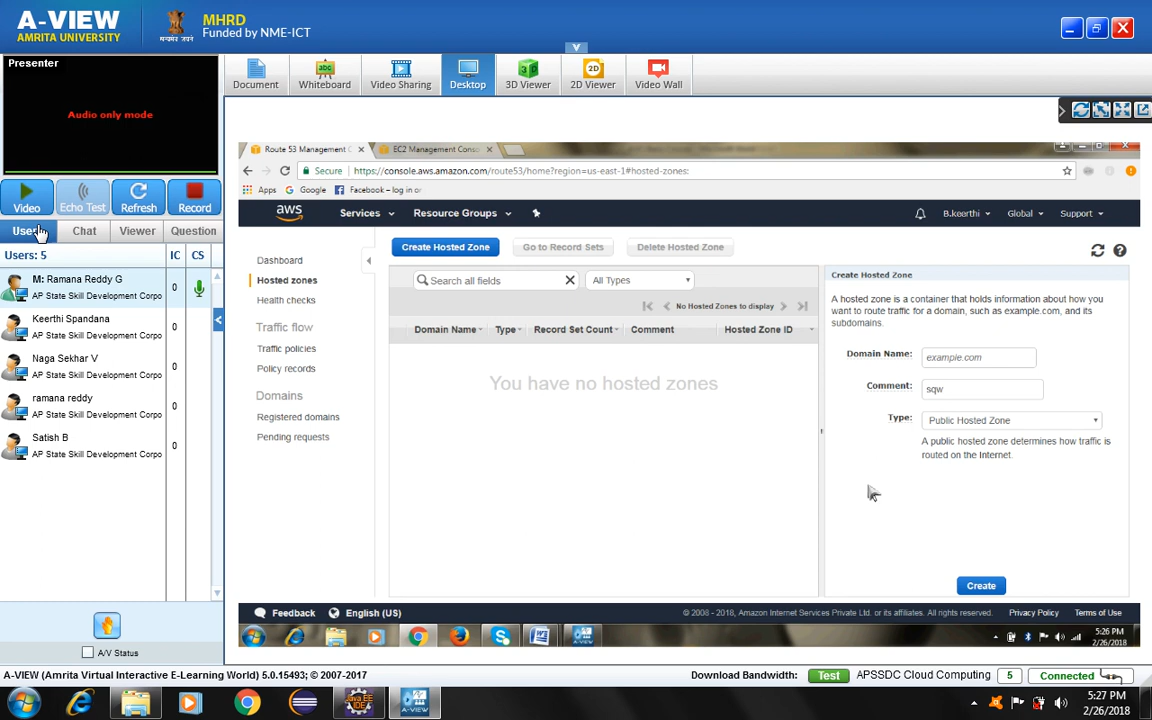 A-VIEW
AMRITA UNIVERSITY
MHRD
Funded by NME-ICT
Presenter
Audio only mode
Document
abc
Whiteboard
Video Sharing
Desktop
3D
3D Viewer
2D
2D Viewer
Video Wall
Video
Echo Test
Refresh
Record
User
Chat
Viewer
Question
Users: 5
IC
CS
M: Ramana Reddy G
AP State Skill Development Corpo
0
Keerthi Spandana
AP State Skill Development Corpo
0
Naga Sekhar V
AP State Skill Development Corpo
0
ramana reddy
AP State Skill Development Corpo
0
Satish B
AP State Skill Development Corpo
0
A/V Status
Route 53 Management C
EC2 Management Conso
Secure
https://console.aws.amazon.com/route53/home?region=us-east-1#hosted-zones:
Apps
Google
Facebook – log in or
aws
Services
Resource Groups
B.keerthi
Global
Support
Dashboard
Hosted zones
Health checks
Traffic flow
Traffic policies
Policy records
Domains
Registered domains
Pending requests
Create Hosted Zone
Go to Record Sets
Delete Hosted Zone
Search all fields
All Types
No Hosted Zones to display
Domain Name
Type
Record Set Count
Comment
Hosted Zone ID
You have no hosted zones
Create Hosted Zone
A hosted zone is a container that holds information about how you
want to route traffic for a domain, such as example.com, and its
subdomains.
Domain Name:
example.com
Comment:
sqw
Type:
Public Hosted Zone
A public hosted zone determines how traffic is
routed on the Internet.
Create
Feedback
English (US)
© 2008 - 2018, Amazon Internet Services Private Ltd. or its affiliates. All rights reserved.
Privacy Policy
Terms of Use
5:26 PM
2/26/2018
A-VIEW (Amrita Virtual Interactive E-Learning World) 5.0.15493; © 2007-2017
Download Bandwidth:
Test
APSSDC Cloud Computing
5
Connected
5:27 PM
2/26/2018